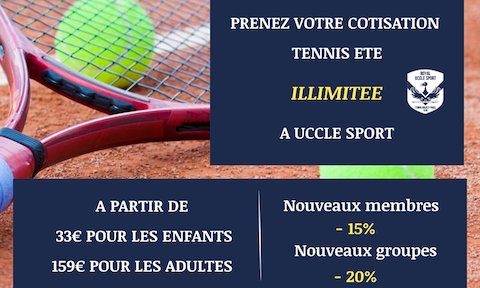 PRENEZ VOTRE COTISATION
TENNIS ETE
ILLIMITEE
ROYAL
UCCLE SPORT
A UCCLE SPORT
A PARTIR DE
33€ POUR LES ENFANTS
159€ POUR LES ADULTES
Nouveaux membres
- 15%
Nouveaux groupes
- 20%